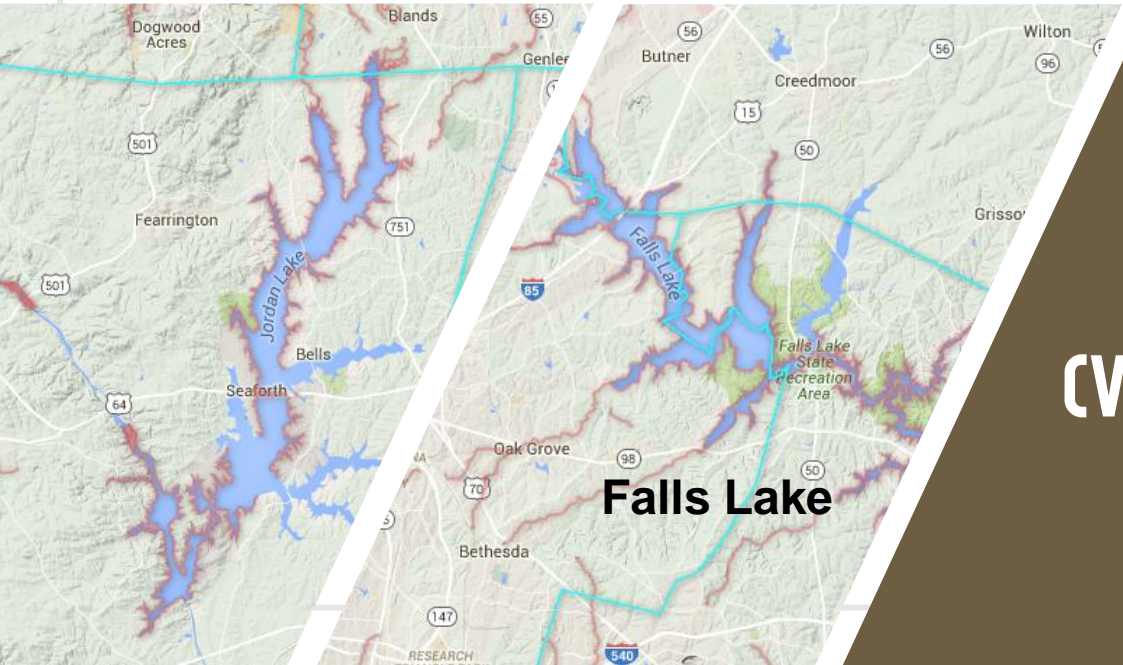 Dogwood
Acres
Blands
55
Genlee
501
Fearrington
751
501
Jordan Lake
Bells
Seaforth
64
56
Butner
56
Wilton
96
Creedmoor
15
50
Falls Lake
85
Falls Lake
State
Recreation
Area
Oak Grove
98
50
70
Falls Lake
Bethesda
147
RESEARCH
540